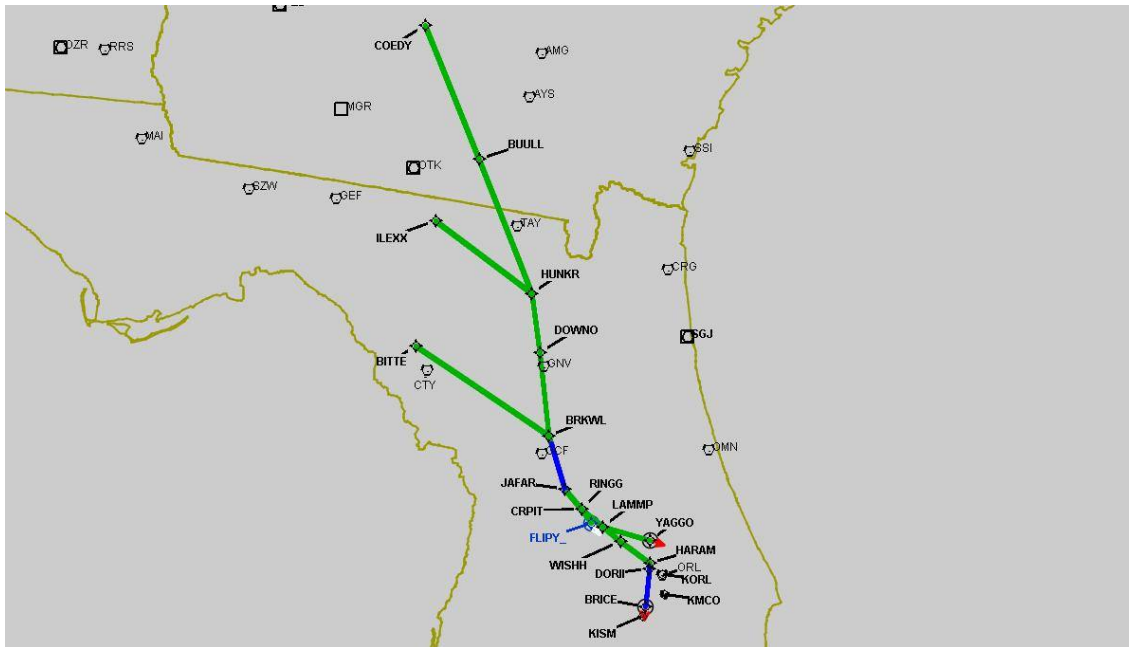 COEDY
DZR
RRS
AMG
AYS
MGR
MAI
BUULL
SSI
OTK
SZW
GEF
TAY
ILEXX
CRG
HUNKR
DOWNO
SGJ
BITTE
GNV
CTY
BRKWL
OCF
OMN
JAFAR
RINGG
CRPIT
LAMMP
YAGGO
FLIPY_
WISHH
HARAM
DORII
ORL
KORL
BRICE
KMCO
KISM